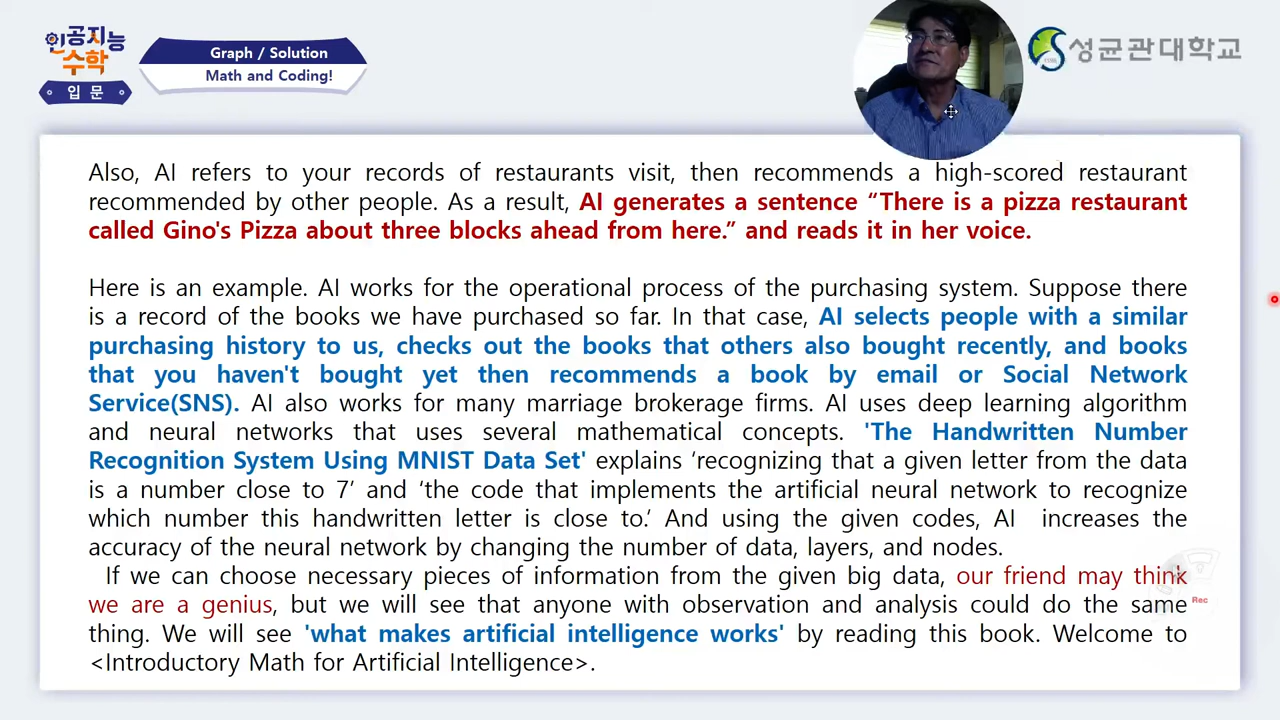 인공지능
수학
입문
Graph / Solution
Math and Coding!
성균관대학교
Also, AI refers to your records of restaurants visit, then recommends a high-scored restaurant
recommended by other people. As a result, AI generates a sentence “There is a pizza restaurant
called Gino's Pizza about three blocks ahead from here.” and reads it in her voice.
Here is an example. AI works for the operational process of the purchasing system. Suppose there
is a record of the books we have purchased so far. In that case, AI selects people with a similar
purchasing history to us, checks out the books that others also bought recently, and books
that you haven't bought yet then recommends a book by email or Social Network
Service(SNS). AI also works for many marriage brokerage firms. AI uses deep learning algorithm
and neural networks that uses several mathematical concepts. 'The Handwritten Number
Recognition System Using MNIST Data Set' explains ‘recognizing that a given letter from the data
is a number close to 7’ and ‘the code that implements the artificial neural network to recognize
which number this handwritten letter is close to.‘ And using the given codes, AI increases the
accuracy of the neural network by changing the number of data, layers, and nodes.
If we can choose necessary pieces of information from the given big data, our friend may think
we are a genius, but we will see that anyone with observation and analysis could do the same
thing. We will see 'what makes artificial intelligence works' by reading this book. Welcome to
<Introductory Math for Artificial Intelligence>.
Rec